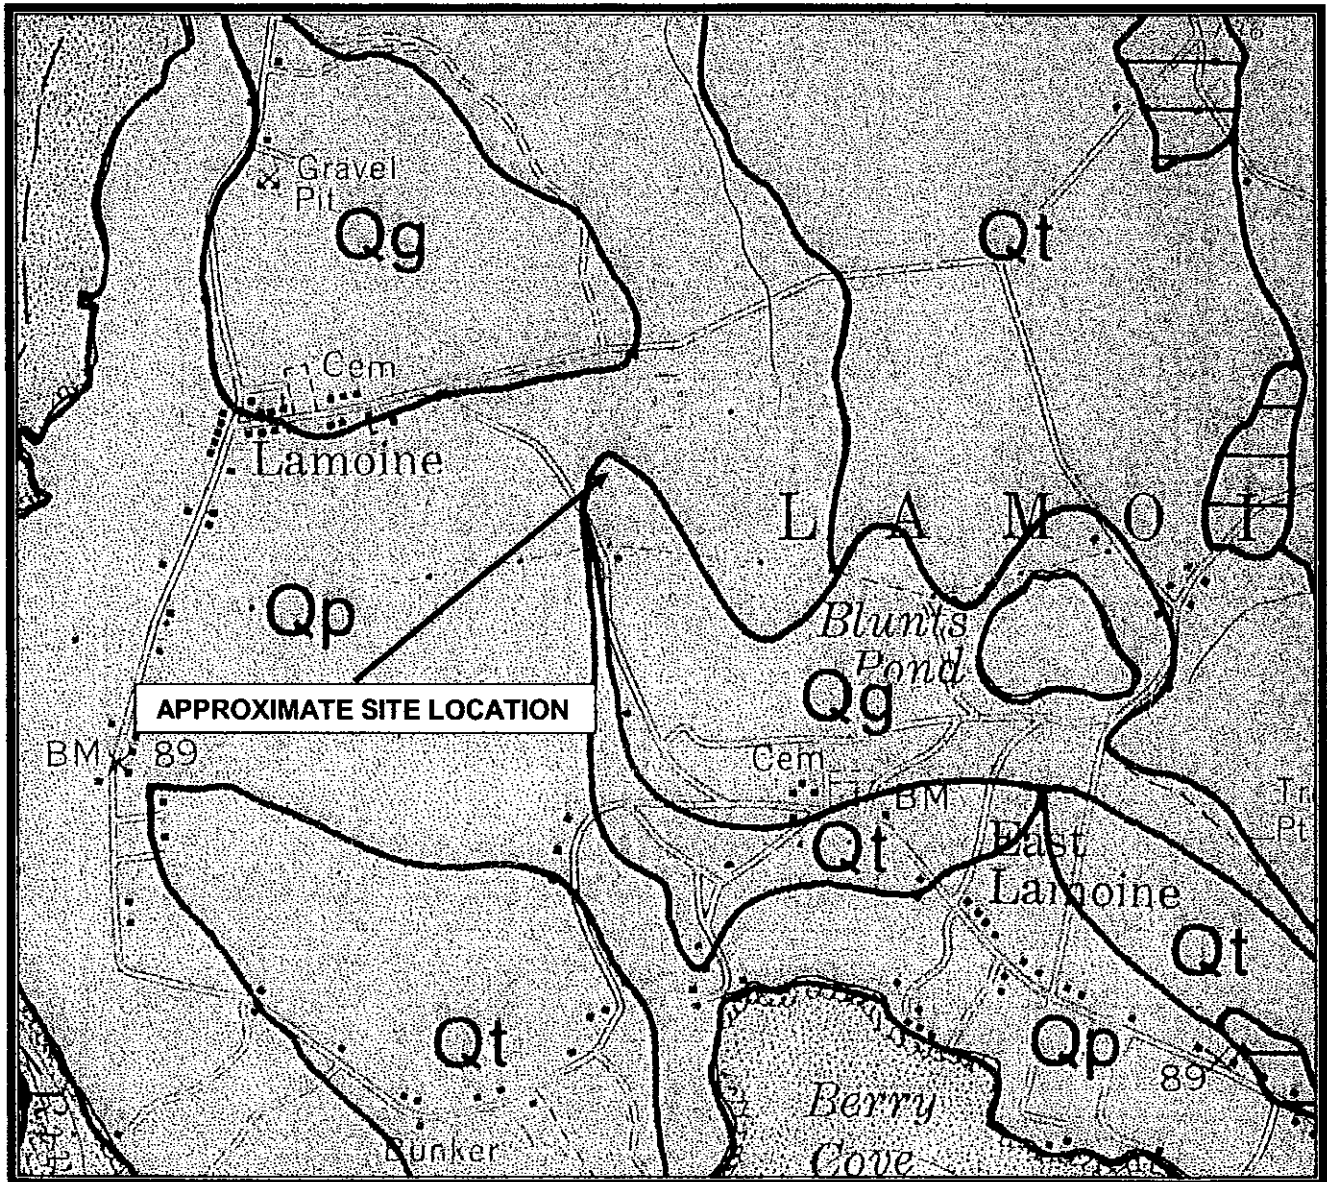 Gravel
Pit
Qg
Qt
Cem
Lamoine
L A M O I
Qp
Blunts
Pond
Qg
APPROXIMATE SITE LOCATION
BM 89
Cem
BM
Qt
East
Lamoine
Qt
Qt
Qp
89
Berry
Cove
Bunker